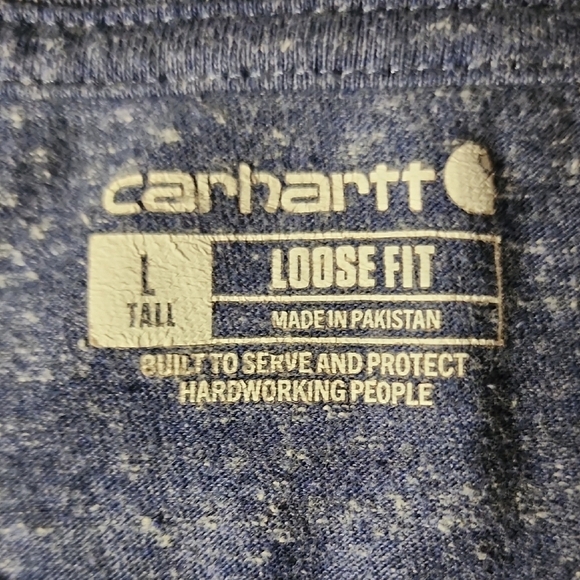 carhartt
L
TALL
LOOSE FIT
MADE IN PAKISTAN
BUILT TO SERVE AND PROTECT
HARDWORKING PEOPLE